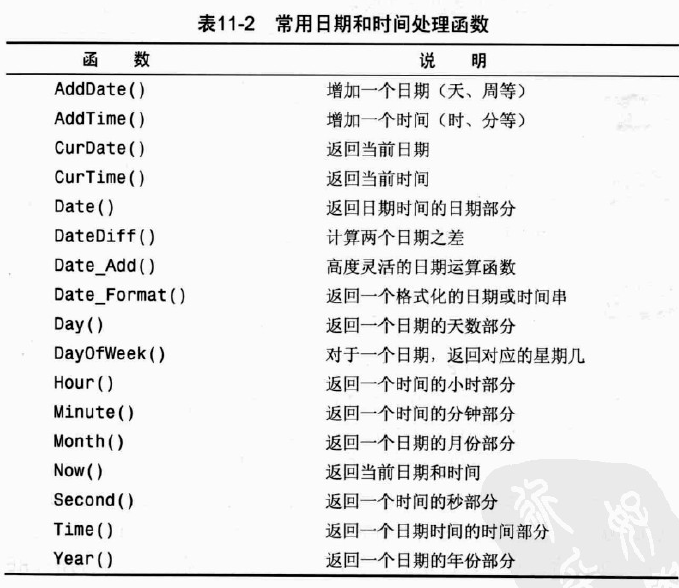 表11-2 常用日期和时间处理函数
函 数 说 明
AddDate() 增加一个日期（天、周等）
AddTime() 增加一个时间（时、分等）
CurDate() 返回当前日期
CurTime() 返回当前时间
Date() 返回日期时间的日期部分
DateDiff() 计算两个日期之差
Date_Add() 高度灵活的日期运算函数
Date_Format() 返回一个格式化的日期或时间串
Day() 返回一个日期的天数部分
DayOfWeek() 对于一个日期，返回对应的星期几
Hour() 返回一个时间的小时部分
Minute() 返回一个时间的分钟部分
Month() 返回一个日期的月份部分
Now() 返回当前日期和时间
Second() 返回一个时间的秒部分
Time() 返回一个日期时间的时间部分
Year() 返回一个日期的年份部分